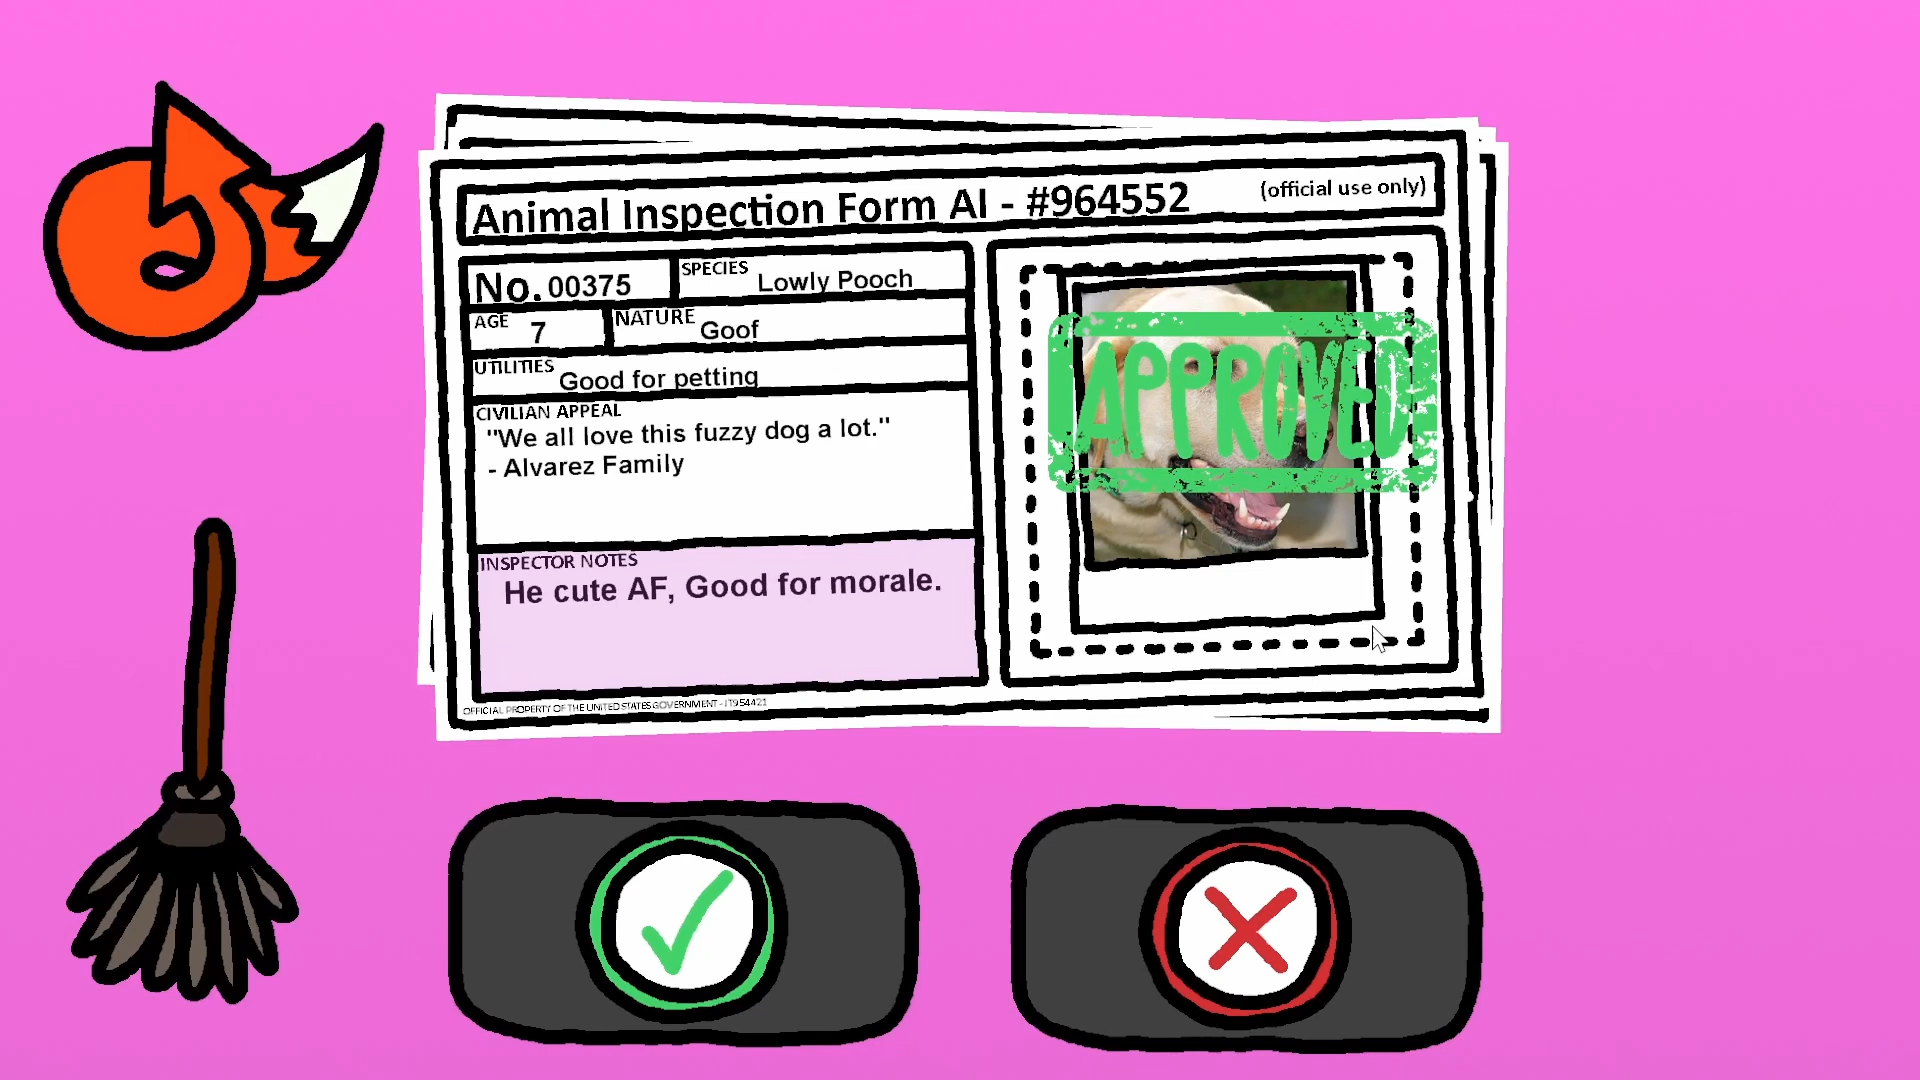 Animal Inspection Form AI - #964552
(official use only)
No. 00375
SPECIES Lowly Pooch
AGE 7
NATURE Goof
UTILITIES Good for petting
CIVILIAN APPEAL
"We all love this fuzzy dog a lot."
- Alvarez Family
INSPECTOR NOTES
He cute AF, Good for morale.
OFFICIAL PROPERTY OF THE UNITED STATES GOVERNMENT - IT954421
APPROVED